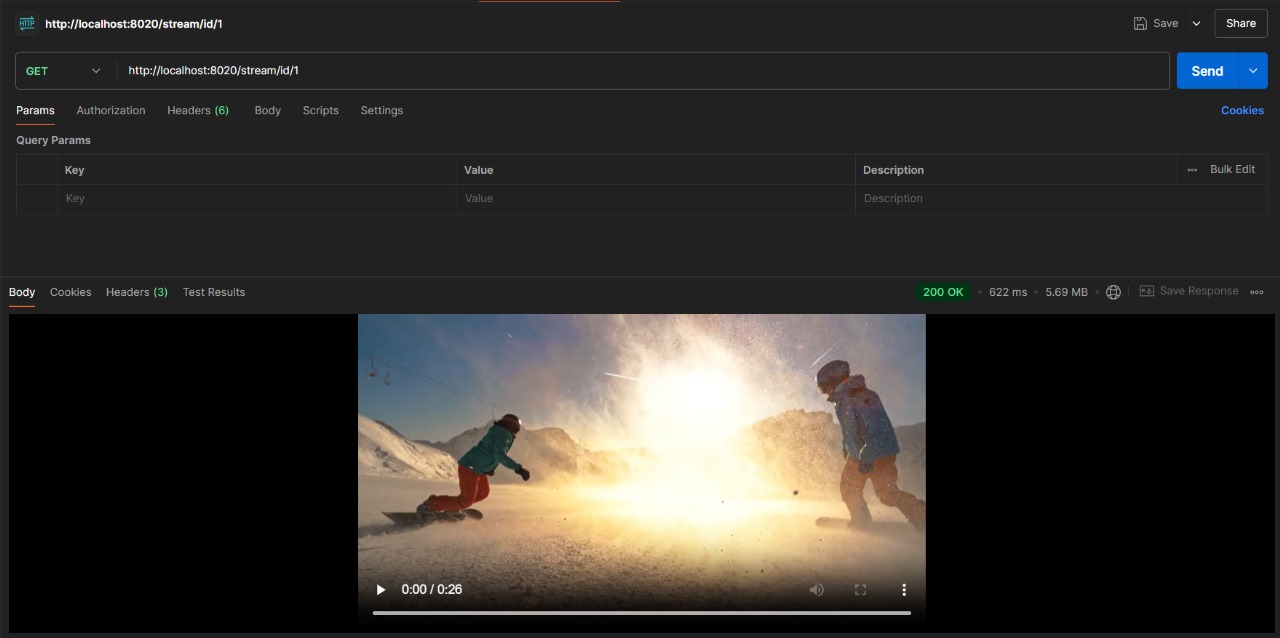 HTTP http://localhost:8020/stream/id/1 Save Share
GET http://localhost:8020/stream/id/1 Send
Params Authorization Headers (6) Body Scripts Settings Cookies
Query Params
Key Value Description Bulk Edit
Key Value Description
Body Cookies Headers (3) Test Results 200 OK 622 ms 5.69 MB Save Response
0:00 / 0:26